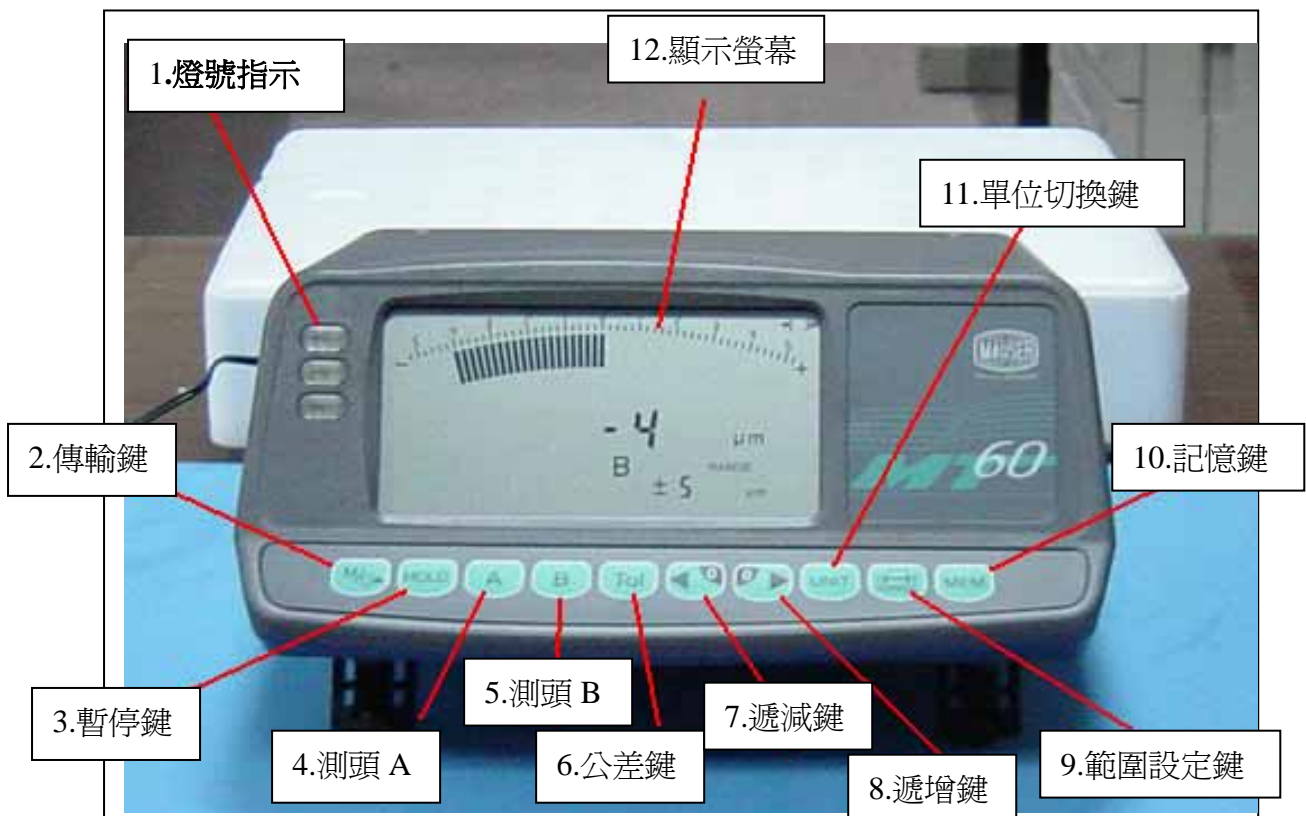 12.顯示螢幕
1.燈號指示
11.單位切換鍵
- +
-4 μm
B RANGE
±5 μm
MAUSER
MT60
2.傳輸鍵
10.記憶鍵
HOLD A B Tol ◀ ▶ UNIT MEM
5.測頭 B
3.暫停鍵
7.遞減鍵
4.測頭 A
6.公差鍵
9.範圍設定鍵
8.遞增鍵